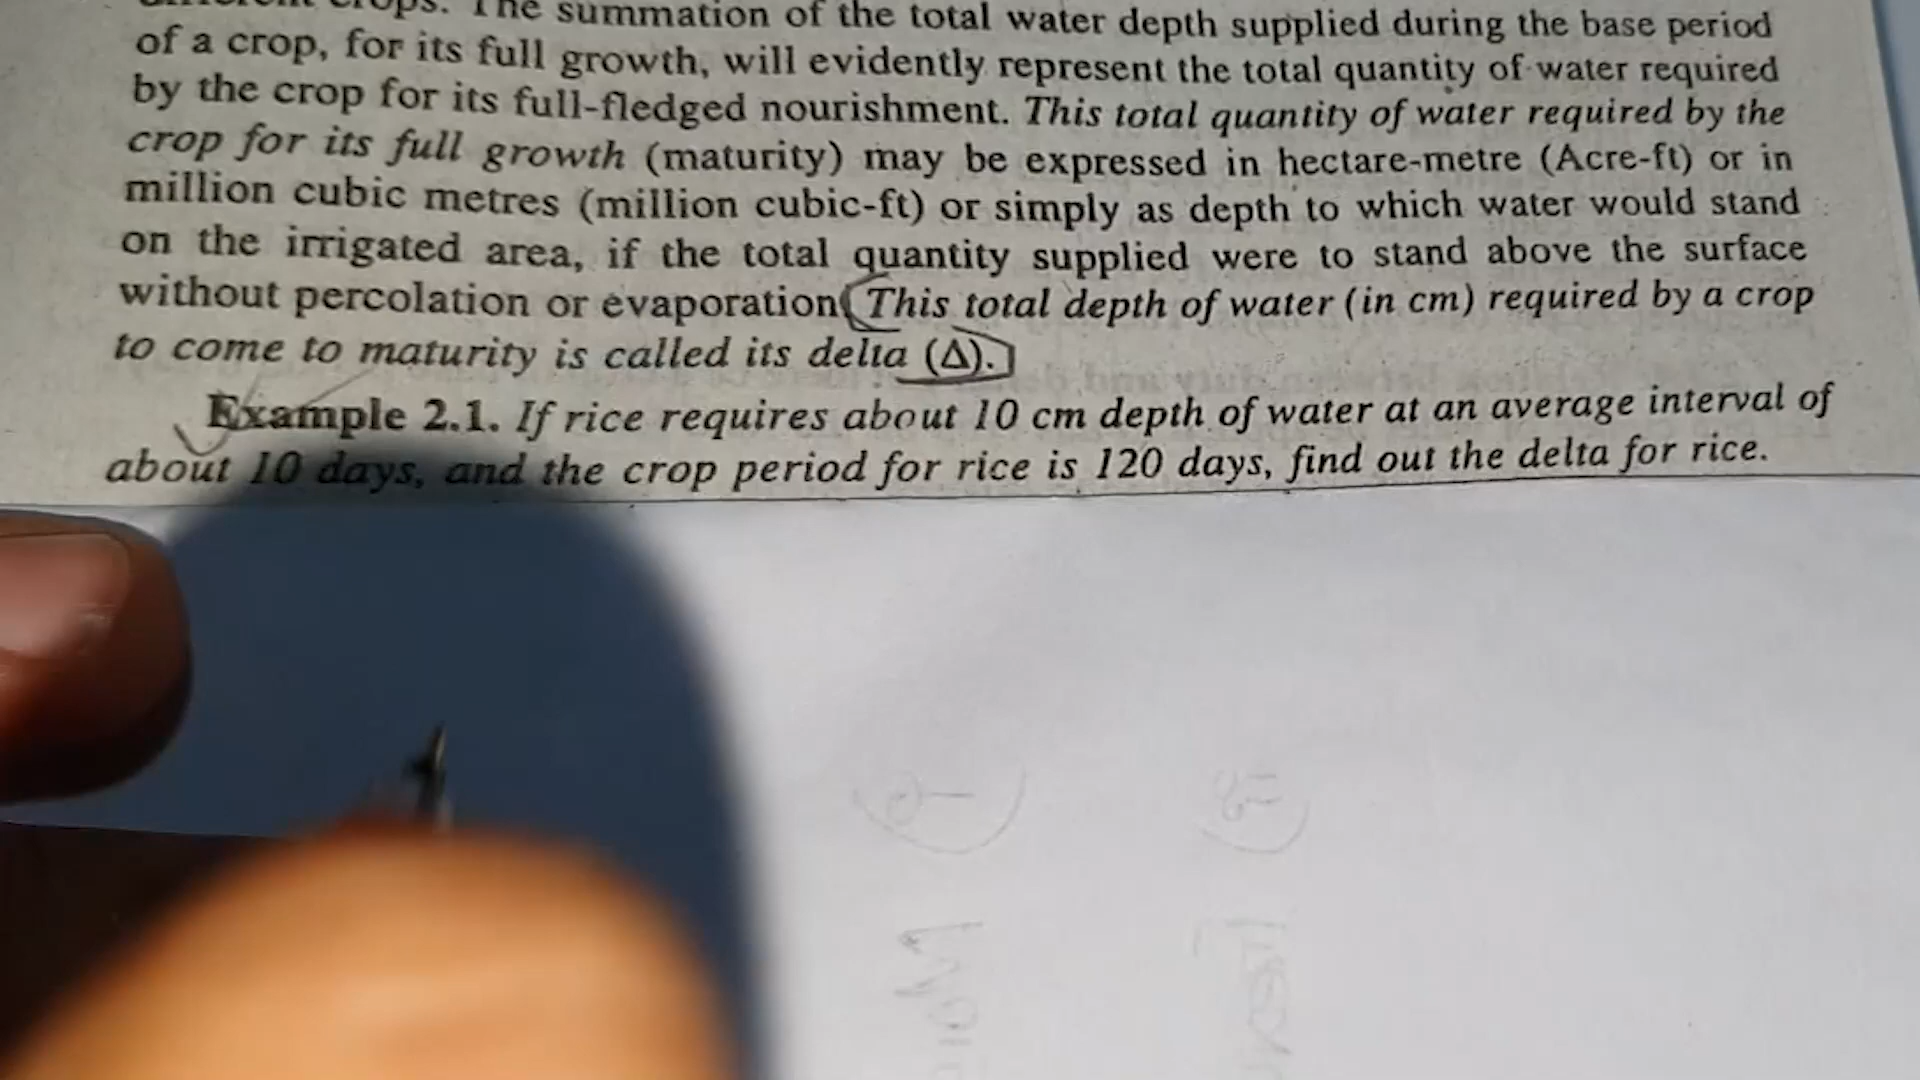 crops. The summation of the total water depth supplied during the base period
of a crop, for its full growth, will evidently represent the total quantity of water required
by the crop for its full-fledged nourishment. This total quantity of water required by the
crop for its full growth (maturity) may be expressed in hectare-metre (Acre-ft) or in
million cubic metres (million cubic-ft) or simply as depth to which water would stand
on the irrigated area, if the total quantity supplied were to stand above the surface
without percolation or evaporation This total depth of water (in cm) required by a crop
to come to maturity is called its delta (Δ).
Example 2.1. If rice requires about 10 cm depth of water at an average interval of
about 10 days, and the crop period for rice is 120 days, find out the delta for rice.